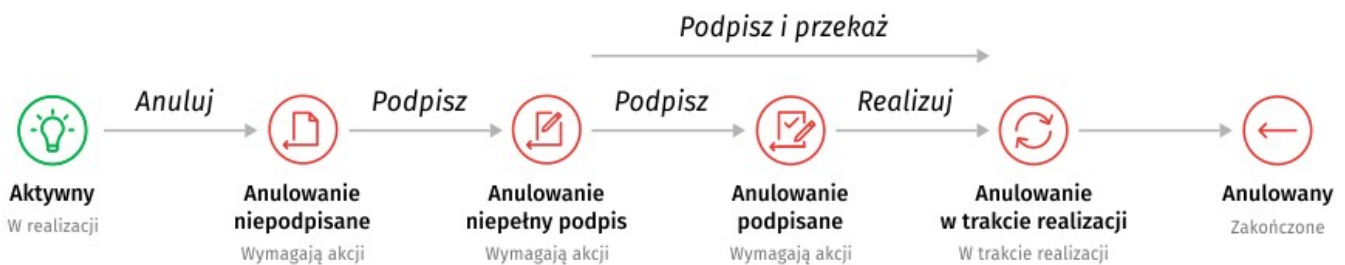 Podpisz i przekaż
Anuluj
Podpisz
Podpisz
Realizuj
Aktywny
W realizacji
Anulowanie
niepodpisane
Wymagają akcji
Anulowanie
niepełny podpis
Wymagają akcji
Anulowanie
podpisane
Wymagają akcji
Anulowanie
w trakcie realizacji
W trakcie realizacji
Anulowany
Zakończone